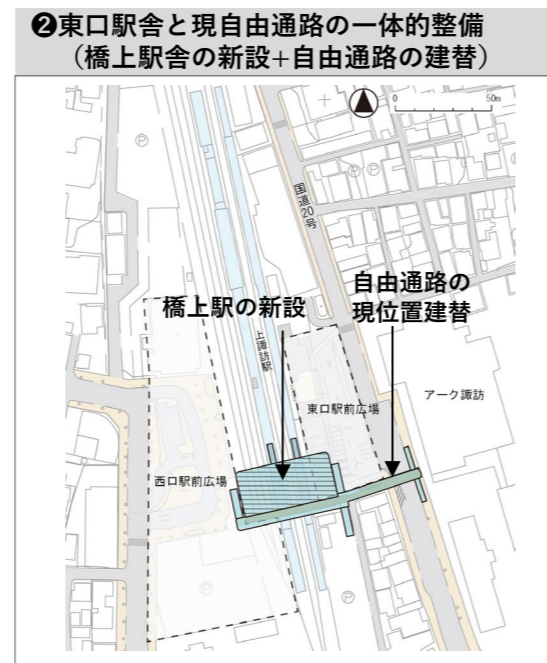 ❷東口駅舎と現自由通路の一体的整備
（橋上駅舎の新設+自由通路の建替）
0 50m
P
国道20号
P P
橋上駅の新設
自由通路の
現位置建替
上諏訪駅
東口駅前広場
アーク諏訪
西口駅前広場
P
P